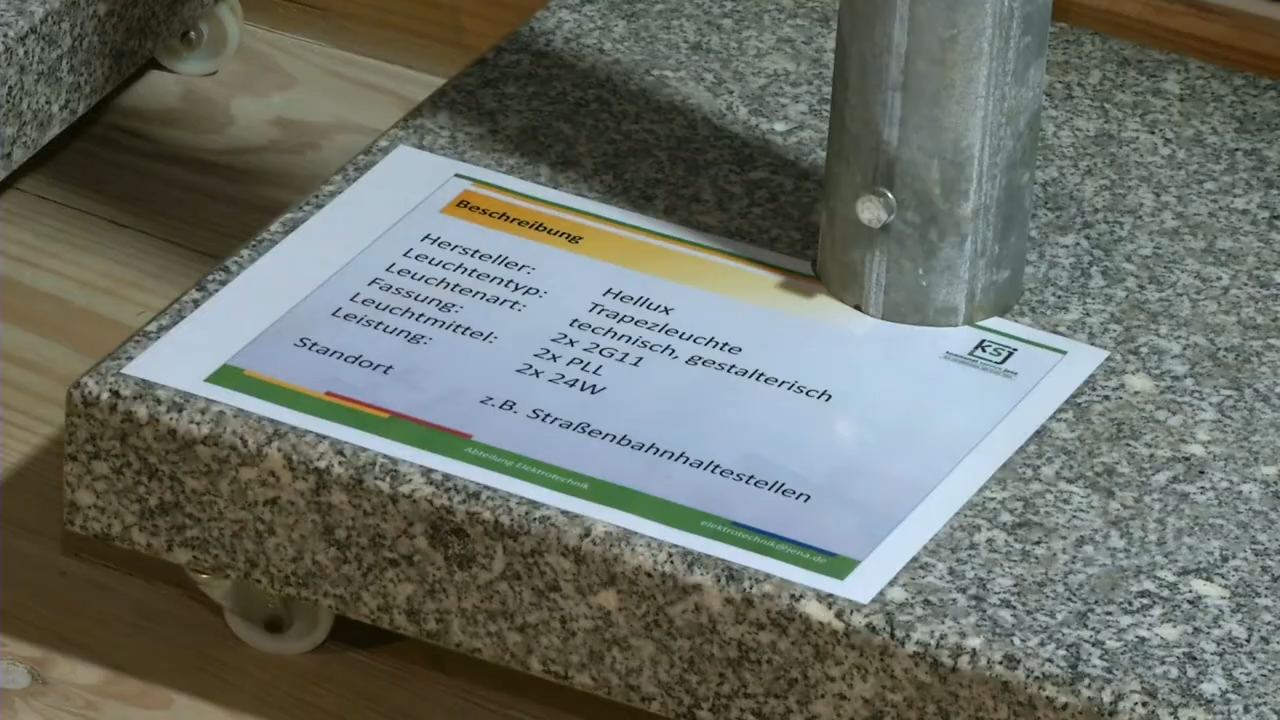 Beschreibung
Hersteller: Hellux
Leuchtentyp: Trapezleuchte
Leuchtenart: technisch, gestalterisch
Fassung: 2x 2G11
Leuchtmittel: 2x PLL
Leistung: 2x 24W
Standort z.B. Straßenbahnhaltestellen
ksj
Abteilung Elektrotechnik
elektrotechnik@jena.de